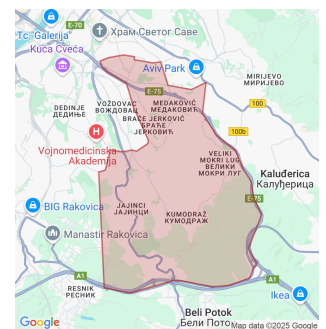 E-70
Тс "Galerija"
Храм Светог Саве
Kuća Cveća
Aviv Park
MIRIJEVO
МИРИЈЕВО
E-75
100
DEDINJE
ДЕДИЊЕ
VOŽDOVAC
ВОЖДОВАЦ
MEDAKOVIĆ
МЕДАКОВИЋ
BRAĆE JERKOVIĆ
БРАЋЕ
ЈЕРКОВИЋ
100b
Vojnomedicinska
Akademija
VELIKI
MOKRI LUG
ВЕЛИКИ
МОКРИ ЛУГ
Kaluđerica
Калуђерица
E-75
BIG Rakovica
JAJINCI
ЈАЈИНЦИ
KUMODRAŽ
КУМОДРАЖ
Manastir Rakovica
A1
RESNIK
РЕСНИК
A1
Ikea
Beli Potok
Бели Пото
Google
Map data ©2025 Google